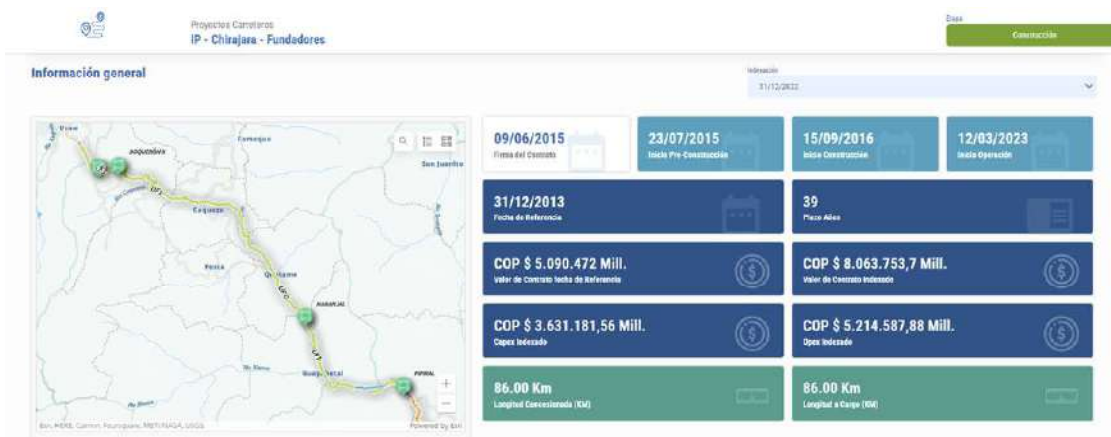 Proyectos Carreteros
IP - Chirajara - Fundadores
Etapa
Construcción
Información general
Indexación
31/12/2022
09/06/2015
Firma del Contrato
23/07/2015
Inicio Pre-Construcción
15/09/2016
Inicio Construcción
12/03/2023
Inicio Operación
31/12/2013
Fecha de Referencia
39
Plazo Años
COP $ 5.090.472 Mill.
Valor de Contrato fecha de Referencia
COP $ 8.063.753,7 Mill.
Valor de Contrato Indexado
COP $ 3.631.181,56 Mill.
Capex Indexado
COP $ 5.214.587,88 Mill.
Opex Indexado
86.00 Km
Longitud Concesionada (KM)
86.00 Km
Longitud a Cargo (KM)
Caqueza
Fosca
NARANJAL
PIPIRAL
Powered by Esri